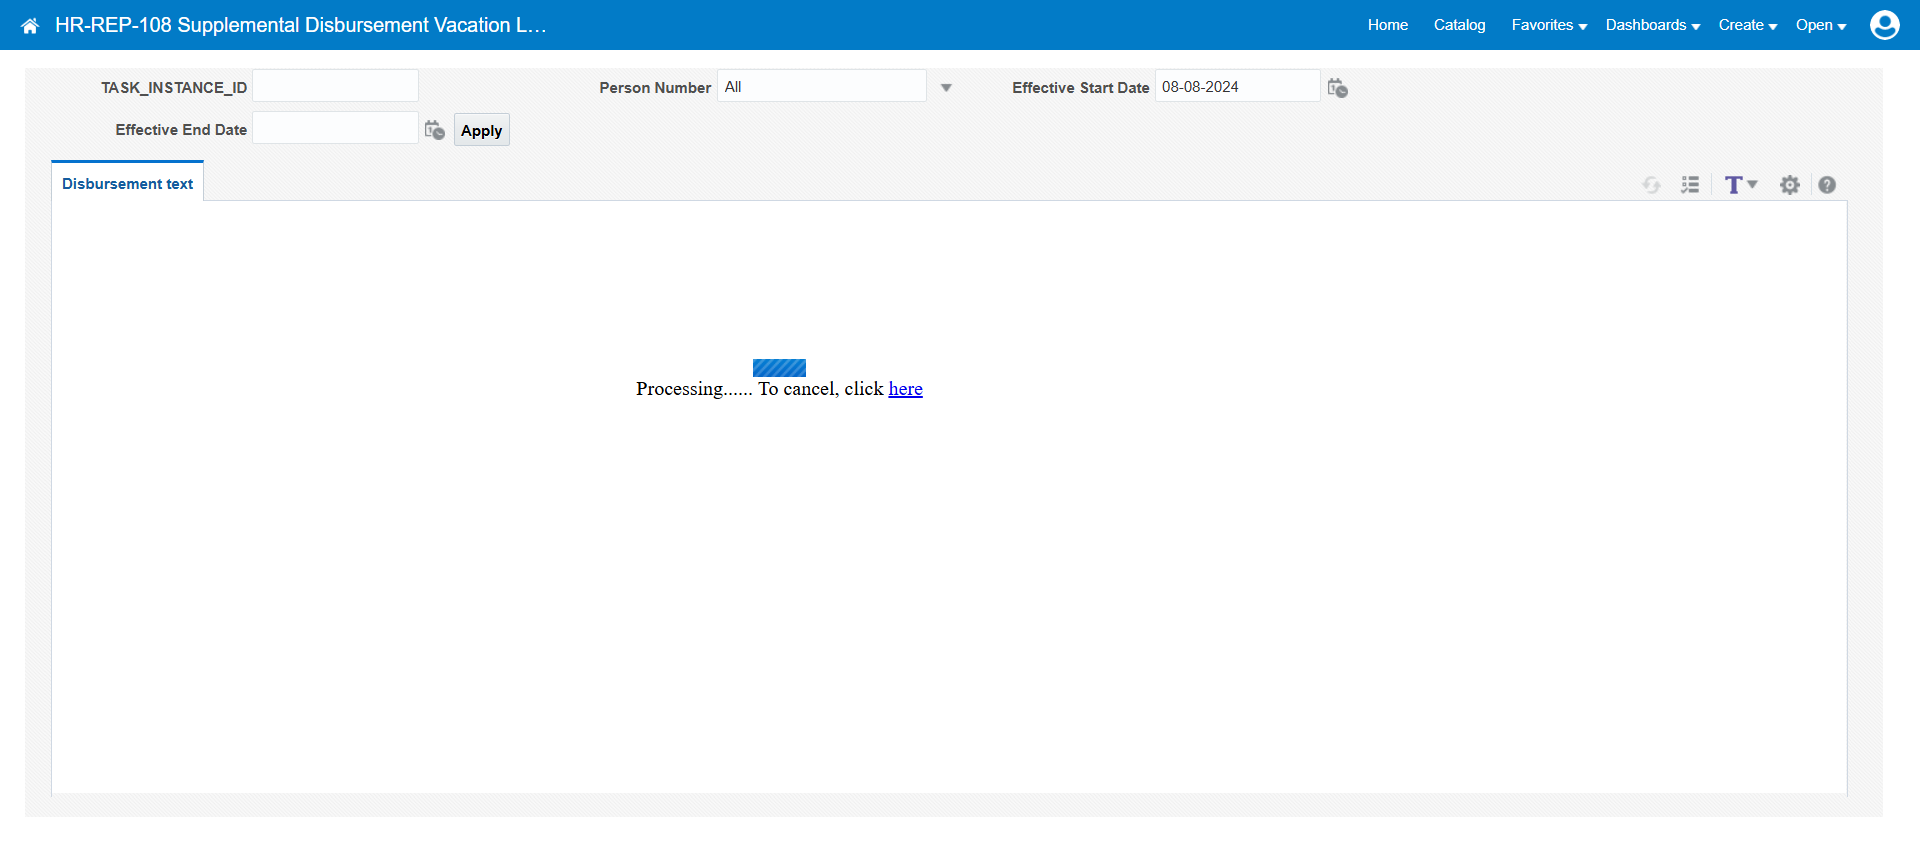 HR-REP-108 Supplemental Disbursement Vacation L...
Home Catalog Favorites Dashboards Create Open
TASK_INSTANCE_ID
Person Number All
Effective Start Date 08-08-2024
Effective End Date
Apply
Disbursement text
T
?
Processing...... To cancel, click here